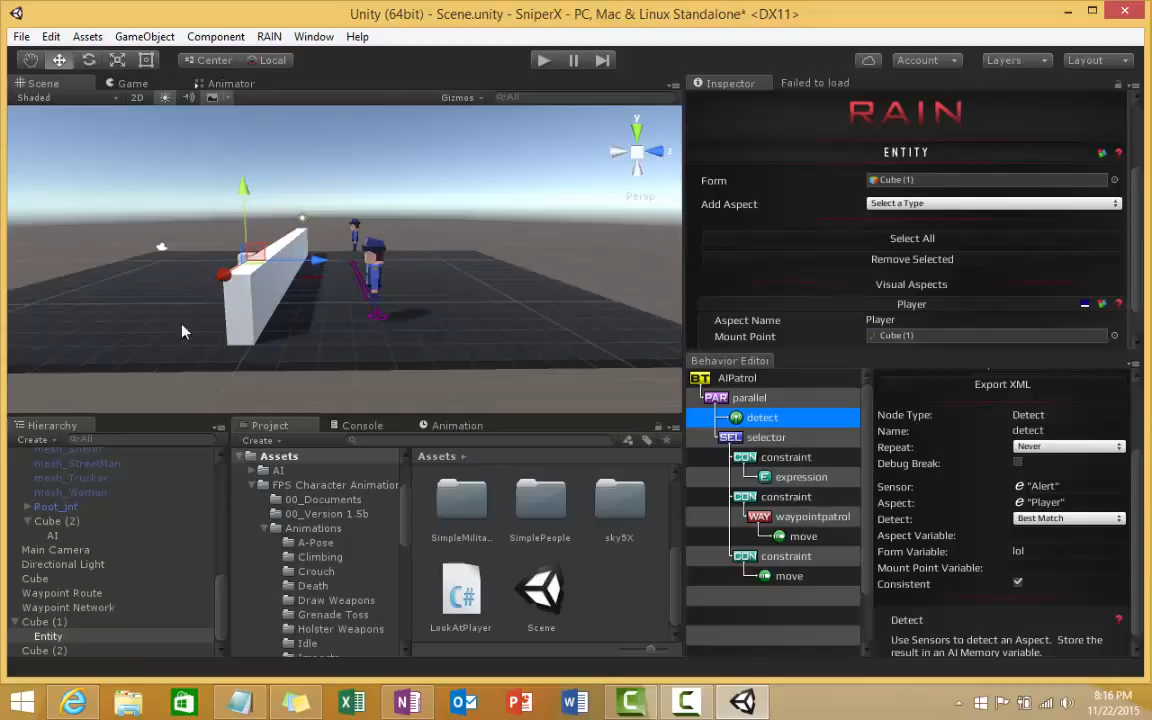 Unity (64bit) - Scene.unity - SniperX - PC, Mac & Linux Standalone* <DX11>
File Edit Assets GameObject Component RAIN Window Help
Center Local Account Layers Layout
Scene Game Animator
Shaded 2D Gizmos All
y
z
Persp
Inspector Failed to load
RAIN
ENTITY
Form Cube (1)
Add Aspect Select a Type
Select All
Remove Selected
Visual Aspects
Player
Aspect Name Player
Mount Point Cube (1)
Behavior Editor
BT AIPatrol
PAR parallel
detect
SEL selector
CON constraint
E expression
CON constraint
WAY waypointpatrol
move
CON constraint
move
Export XML
Node Type: Detect
Name: detect
Repeat: Never
Debug Break:
Sensor: e "Alert"
Aspect: e "Player"
Detect: Best Match
Aspect Variable:
Form Variable: lol
Mount Point Variable:
Consistent
Detect
Use Sensors to detect an Aspect. Store the
result in an AI Memory variable.
Hierarchy
Create All
mesh_Sheriff
mesh_StreetMan
mesh_Trucker
mesh_Woman
Root_jnt
Cube (2)
AI
Main Camera
Directional Light
Cube
Waypoint Route
Waypoint Network
Cube (1)
Entity
Cube (2)
Project Console Animation
Create
Assets
AI
FPS Character Animation
00_Documents
00_Version 1.5b
Animations
A-Pose
Climbing
Crouch
Death
Draw Weapons
Grenade Toss
Holster Weapons
Idle
Assets
SimpleMilita... SimplePeople sky5X
C#
LookAtPlayer Scene
8:16 PM
11/22/2015